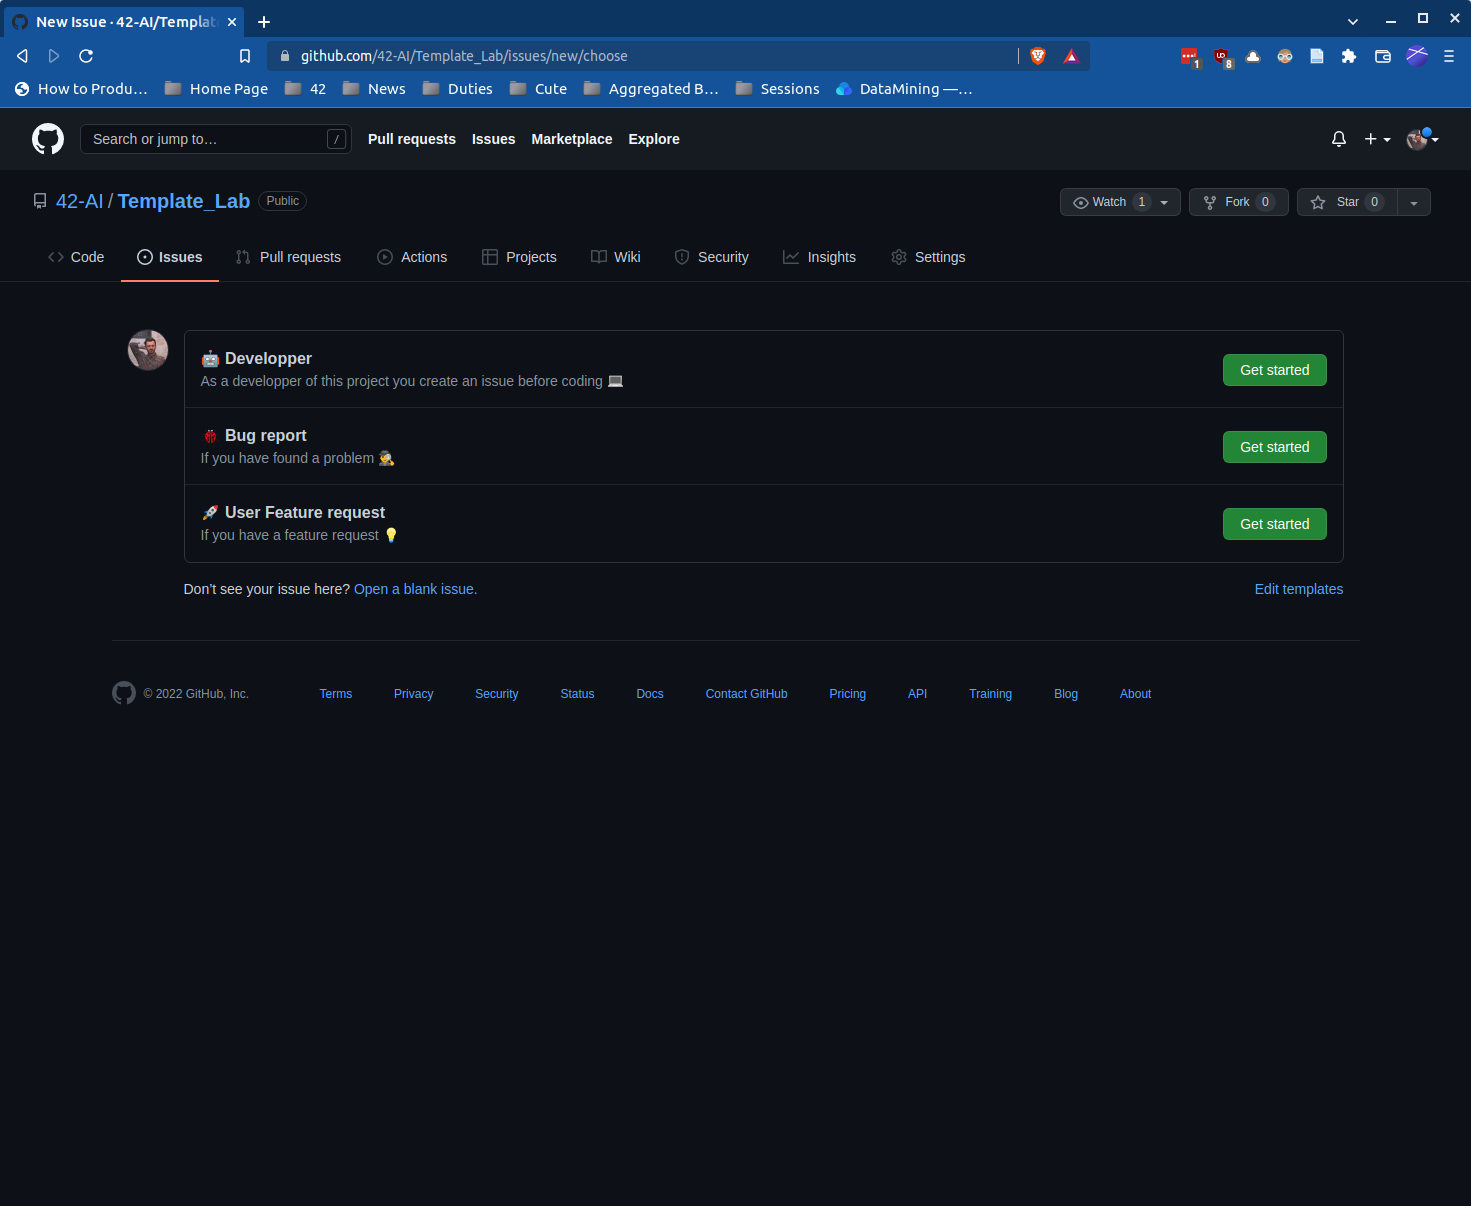 New Issue · 42-AI/Templat
github.com/42-AI/Template_Lab/issues/new/choose
1
8
How to Produ… Home Page 42 News Duties Cute Aggregated B… Sessions DataMining —…
Search or jump to… / Pull requests Issues Marketplace Explore
42-AI / Template_Lab Public Watch 1 Fork 0 Star 0
Code Issues Pull requests Actions Projects Wiki Security Insights Settings
🤖 Developper
As a developper of this project you create an issue before coding 💻
Get started
🐞 Bug report
If you have found a problem 🕵️
Get started
🚀 User Feature request
If you have a feature request 💡
Get started
Don't see your issue here? Open a blank issue. Edit templates
© 2022 GitHub, Inc. Terms Privacy Security Status Docs Contact GitHub Pricing API Training Blog About